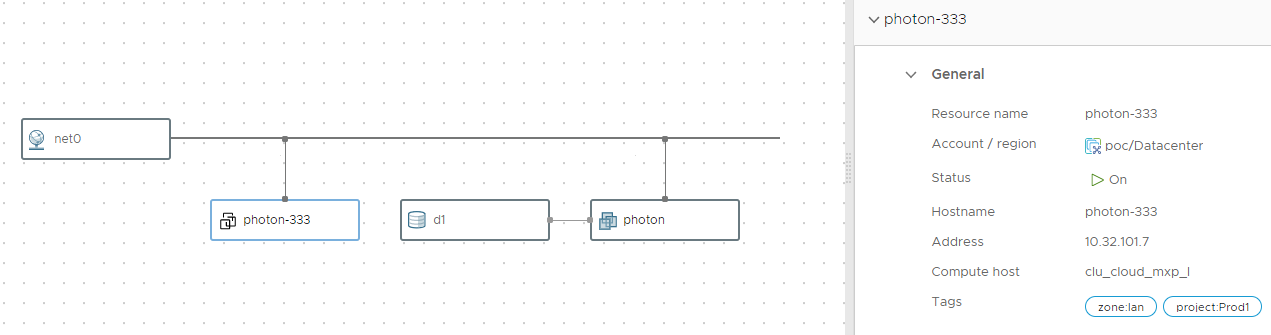 net0
photon-333
d1
photon
photon-333
General
Resource name photon-333
Account / region poc/Datacenter
Status On
Hostname photon-333
Address 10.32.101.7
Compute host clu_cloud_mxp_l
Tags zone:lan project:Prod1